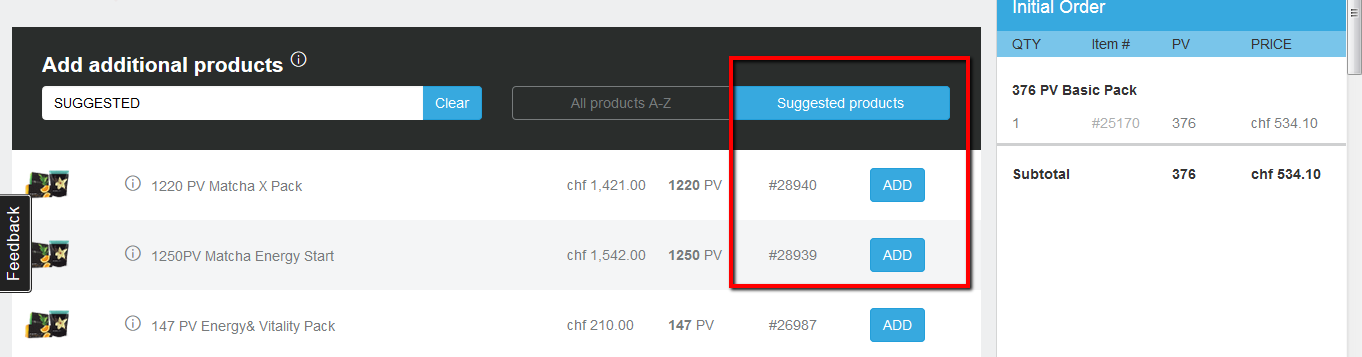 Initial Order
QTY Item # PV PRICE
Add additional products
SUGGESTED Clear All products A-Z Suggested products
376 PV Basic Pack
1 #25170 376 chf 534.10
Subtotal 376 chf 534.10
1220 PV Matcha X Pack chf 1,421.00 1220 PV #28940 ADD
1250PV Matcha Energy Start chf 1,542.00 1250 PV #28939 ADD
147 PV Energy& Vitality Pack chf 210.00 147 PV #26987 ADD
Feedback